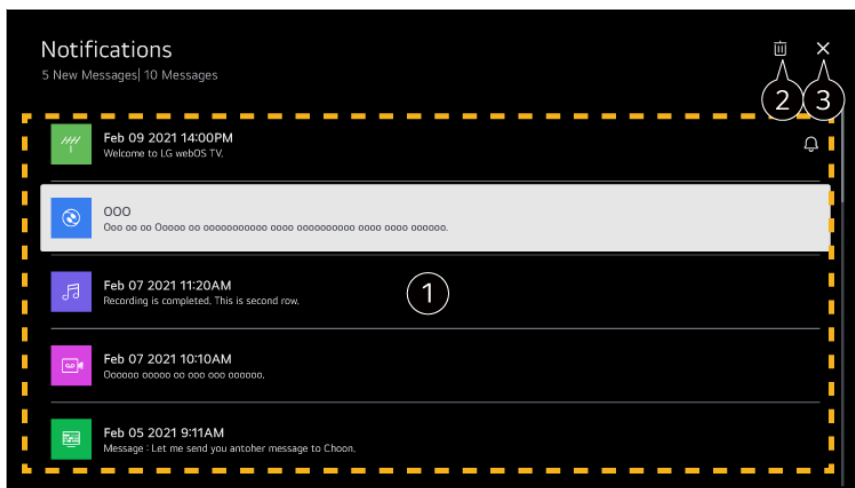 Notifications
5 New Messages| 10 Messages
2 3
Feb 09 2021 14:00PM
Welcome to LG webOS TV.
OOO
Ooo oo oo Ooooo oo ooooooooooo oooo oooooooooo oooo oooo oooooo.
Feb 07 2021 11:20AM
Recording is completed. This is second row.
1
Feb 07 2021 10:10AM
Oooooo ooooo oo ooo ooo oooooo.
Feb 05 2021 9:11AM
Message : Let me send you antoher message to Choon.